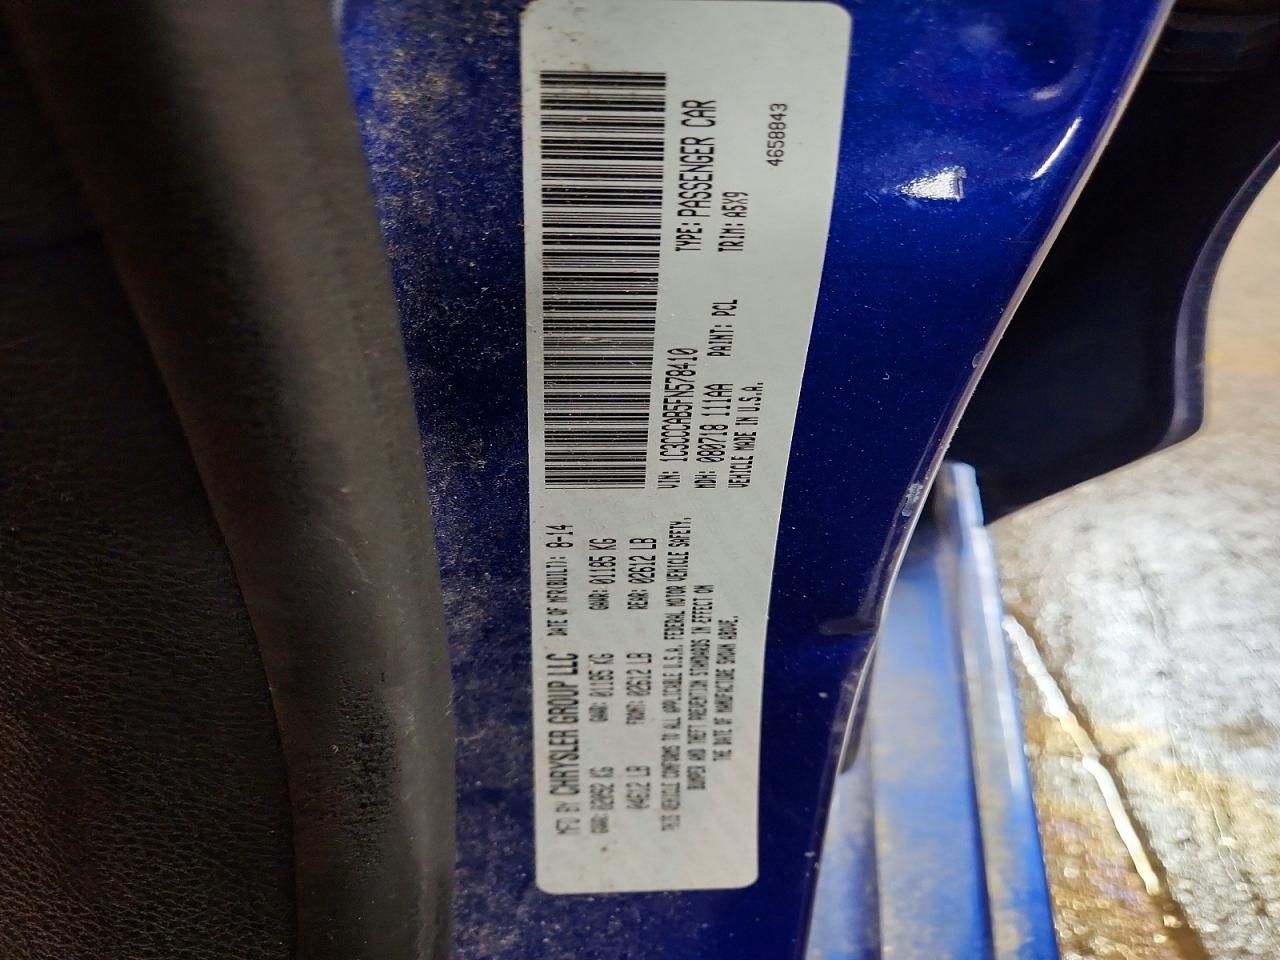 MFD BY CHRYSLER GROUP LLC DATE OF MFR(BUILT): 8-14
GVWR: 02092 KG GAWR: 01185 KG GAWR: 01185 KG
04612 LB FRONT: 02612 LB REAR: 02612 LB
THIS VEHICLE CONFORMS TO ALL APPLICABLE U.S.A. FEDERAL MOTOR VEHICLE SAFETY,
BUMPER AND THEFT PREVENTION STANDARDS IN EFFECT ON
THE DATE OF MANUFACTURE SHOWN ABOVE.
VIN: 1C3CCCAB5FN578410 TYPE: PASSENGER CAR
MDH: 080718 111AA PAINT: PCL TRIM: A5X9
VEHICLE MADE IN U.S.A.
4658843